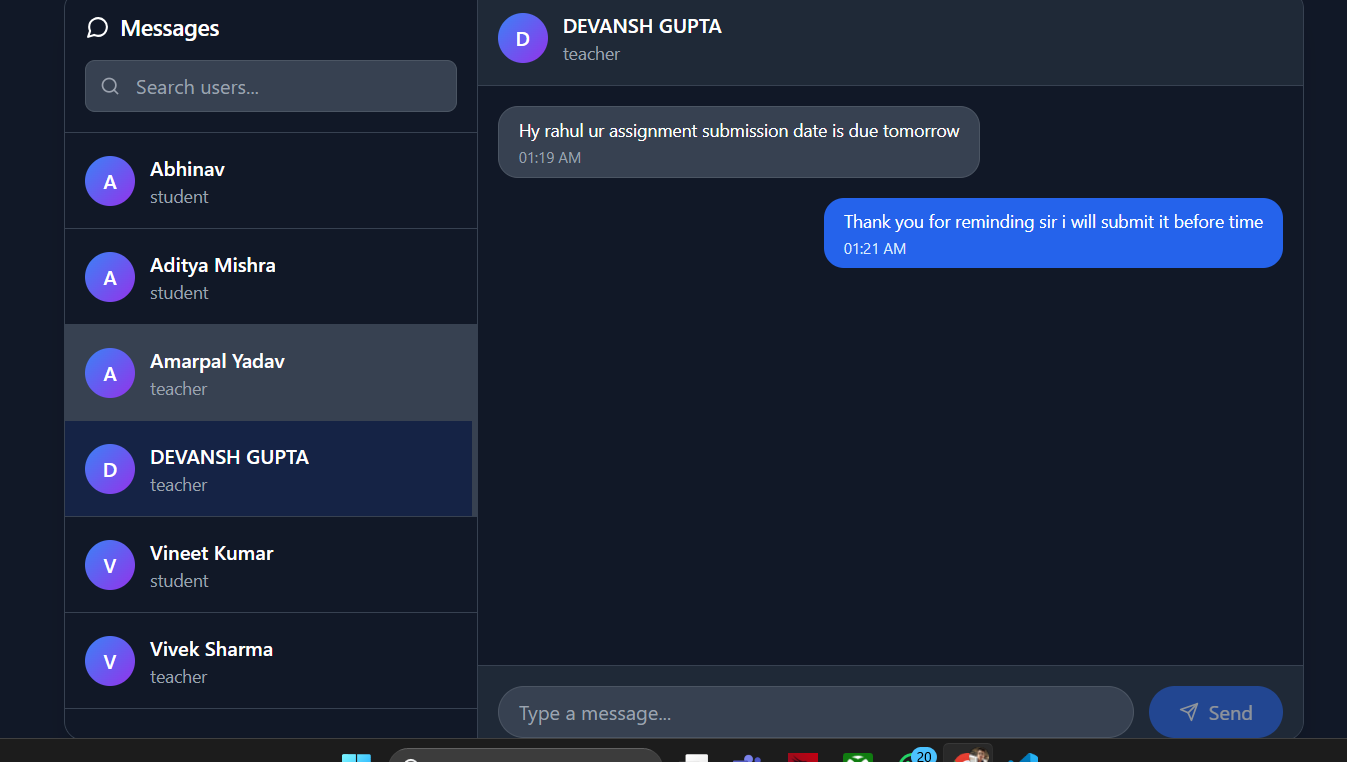 Messages
Search users...
Abhinav
student
Aditya Mishra
student
Amarpal Yadav
teacher
DEVANSH GUPTA
teacher
Vineet Kumar
student
Vivek Sharma
teacher
DEVANSH GUPTA
teacher
Hy rahul ur assignment submission date is due tomorrow
01:19 AM
Thank you for reminding sir i will submit it before time
01:21 AM
Type a message...
Send
A
A
A
D
V
V
D
20